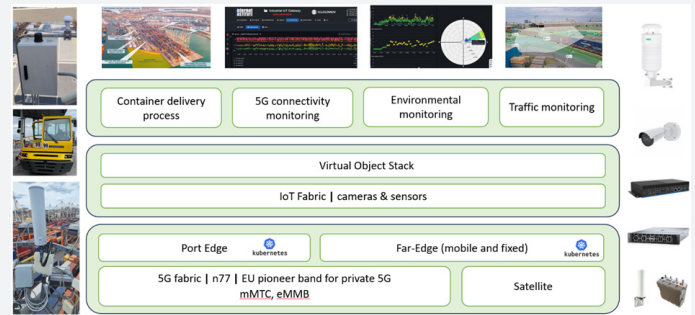 Container delivery
process
5G connectivity
monitoring
Environmental
monitoring
Traffic monitoring
Virtual Object Stack
IoT Fabric | cameras & sensors
Port Edge
kubernetes
Far-Edge (mobile and fixed)
kubernetes
5G fabric | n77 | EU pioneer band for private 5G
mMTC, eMMB
Satellite